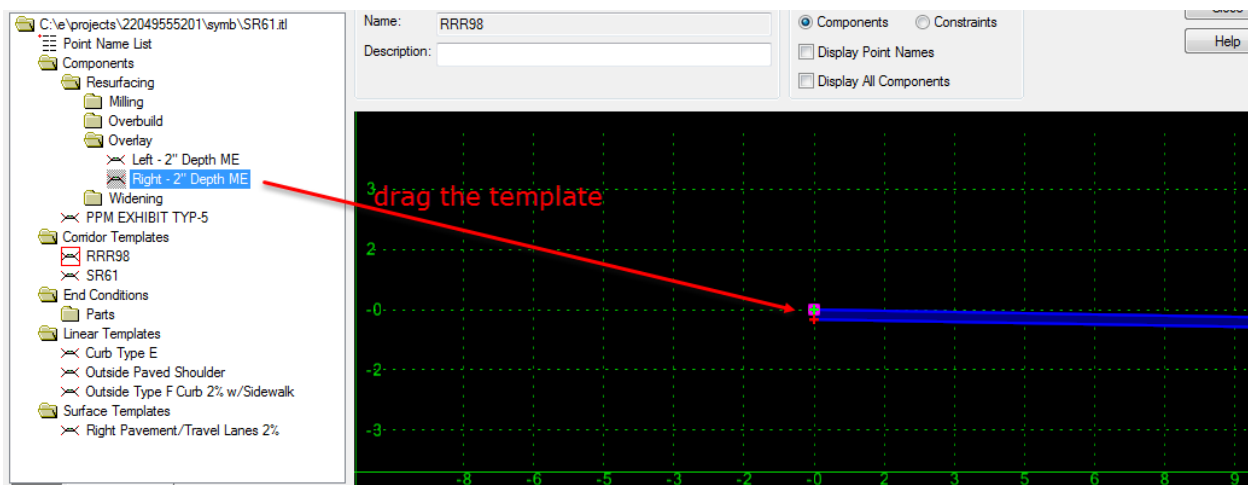 C:\e\projects\22049555201\symb\SR61.itl
Point Name List
Components
Resurfacing
Milling
Overbuild
Overlay
Left - 2" Depth ME
Right - 2" Depth ME
Widening
PPM EXHIBIT TYP-5
Corridor Templates
RRR98
SR61
End Conditions
Parts
Linear Templates
Curb Type E
Outside Paved Shoulder
Outside Type F Curb 2% w/Sidewalk
Surface Templates
Right Pavement/Travel Lanes 2%
Name: RRR98
Description:
Components Constraints
Display Point Names
Display All Components
Close
Help
drag the template
3
2
-0
-2
-3
-8 -6 -5 -3 -2 -0 2 3 5 6 8 9